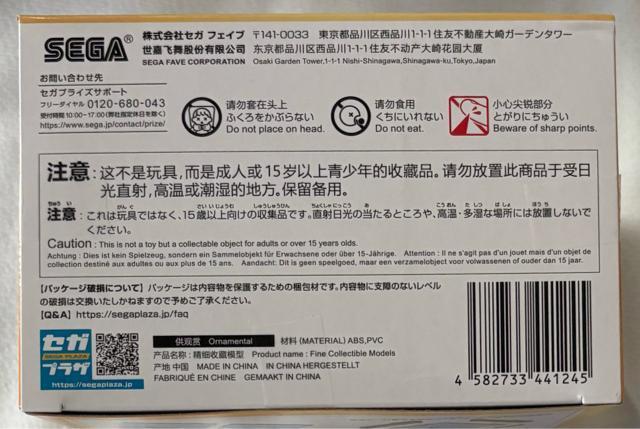 SEGA®
株式会社セガ フェイブ 〒141-0033 東京都品川区西品川1-1-1 住友不動産大崎ガーデンタワー
世嘉飞舞股份有限公司 东京都品川区西品川1-1-1住友不动产大崎花园大厦
SEGA FAVE CORPORATION Osaki Garden Tower,1-1-1 Nishi-Shinagawa,Shinagawa-ku,Tokyo,Japan
お問い合わせ先
セガプライズサポート
フリーダイヤル 0120-680-043
受付時間 10:00～17:00(弊社指定休日を除く)
https://www.sega.jp/contact/prize/
请勿套在头上
ふくろをかぶらない
Do not place on head.
请勿食用
くちにいれない
Do not eat.
小心尖锐部分
とがりにちゅうい
Beware of sharp points.
注意：这不是玩具，而是成人或15岁以上青少年的收藏品。请勿放置此商品于受日
光直射，高温或潮湿的地方。保留备用。
注意：これは玩具ではなく、15歳以上向けの収集品です。直射日光の当たるところや、高温・多湿な場所には放置しないで
ください。
Caution : This is not a toy but a collectable object for adults or over 15 years olds.
Achtung : Dies ist kein Spielzeug, sondern ein Sammelobjekt für Erwachsene oder über 15-Jährige. Attention : Il ne s'agit pas d'un jouet mais d'un objet de
collection destiné aux adultes ou aux plus de 15 ans. Aandacht: Dit is geen speelgoed, maar een verzamelobject voor volwassenen of ouder dan 15 jaar.
【パッケージ破損について】パッケージは内容物を保護するための梱包材です。内容物に支障のないレベル
の破損は交換いたしかねますので予めご了承ください。
【Q&A】https://segaplaza.jp/faq
セガ
SEGA PLAZA
プラザ
https://segaplaza.jp
供观赏 Ornamental 材料(MATERIAL) ABS,PVC
产品名称：精细收藏模型 Product name : Fine Collectible Models
产地 中国 MADE IN CHINA IN CHINA HERGESTELLT
FABRIQUÉ EN CHINE GEMAAKT IN CHINA
4 582733 441245